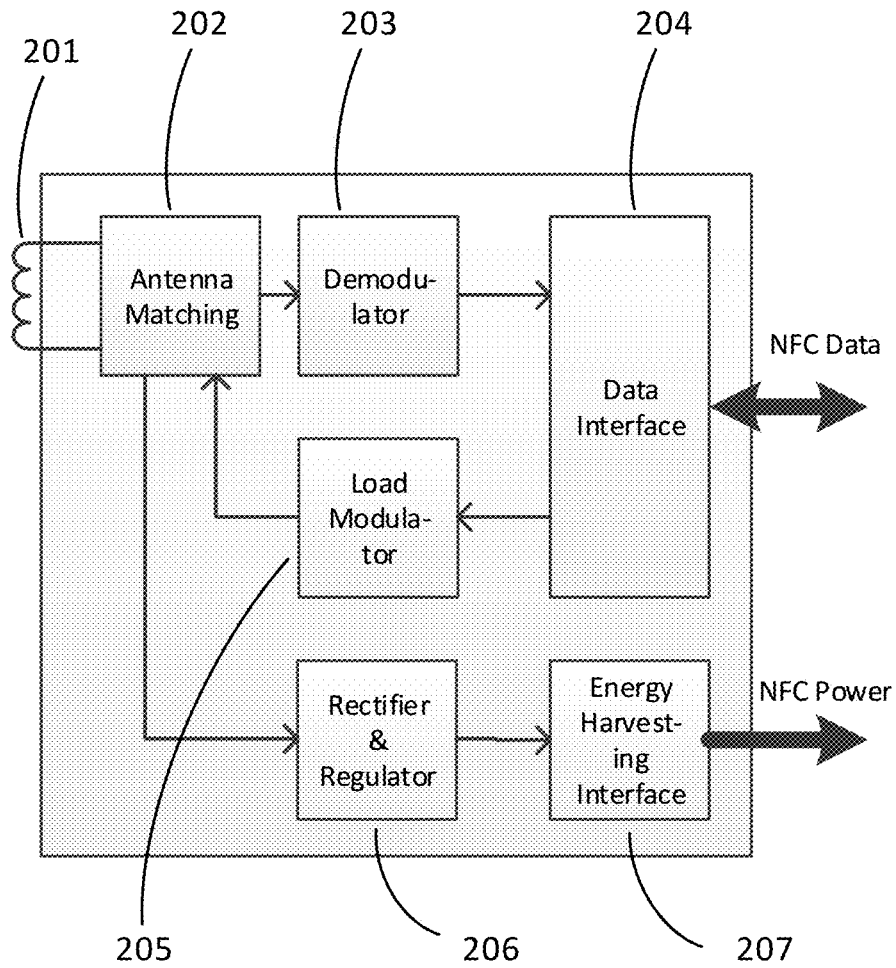 201
202
203
204
Antenna
Matching
Demodu-
lator
Data
Interface
NFC Data
Load
Modula-
tor
Rectifier
&
Regulator
Energy
Harvest-
ing
Interface
NFC Power
205
206
207